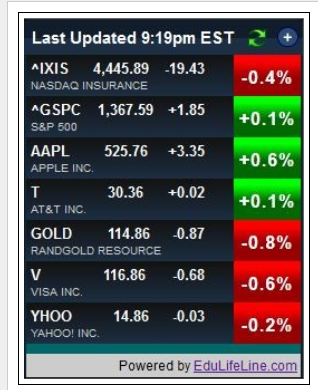 Last Updated 9:19pm EST
^IXIS 4,445.89 -19.43 -0.4%
NASDAQ INSURANCE
^GSPC 1,367.59 +1.85 +0.1%
S&P 500
AAPL 525.76 +3.35 +0.6%
APPLE INC.
T 30.36 +0.02 +0.1%
AT&T INC.
GOLD 114.86 -0.87 -0.8%
RANDGOLD RESOURCE
V 116.86 -0.68 -0.6%
VISA INC.
YHOO 14.86 -0.03 -0.2%
YAHOO! INC.
Powered by EduLifeLine.com